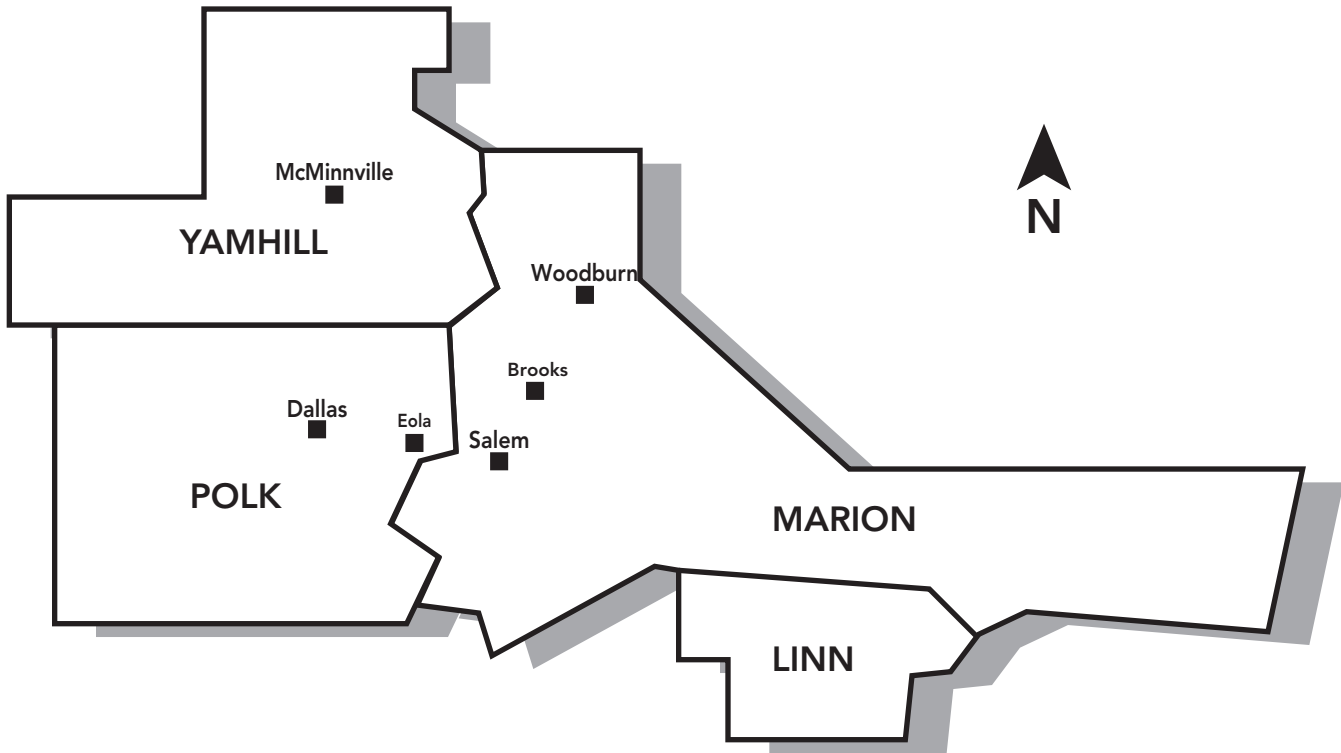 McMinnville
N
YAMHILL
Woodburn
Brooks
Dallas
Eola
Salem
POLK
MARION
LINN